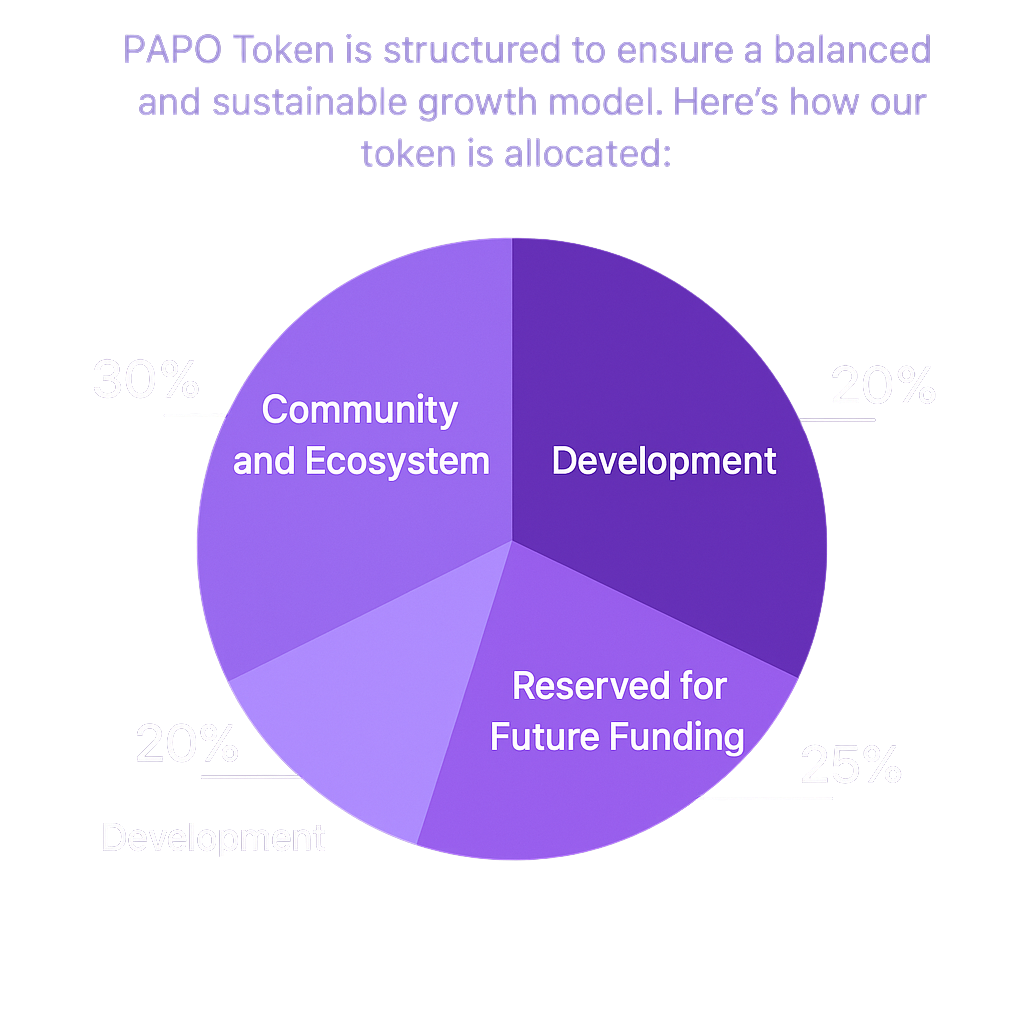 PAPO Token is structured to ensure a balanced
and sustainable growth model. Here's how our
token is allocated:
30%
20%
Community
and Ecosystem
Development
Reserved for
Future Funding
20%
25%
Development